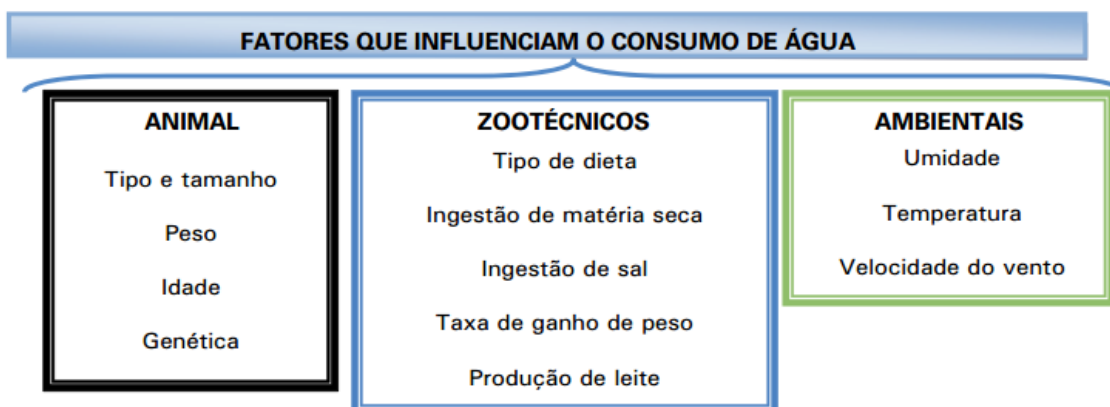 FATORES QUE INFLUENCIAM O CONSUMO DE ÁGUA
ANIMAL
Tipo e tamanho
Peso
Idade
Genética
ZOOTÉCNICOS
Tipo de dieta
Ingestão de matéria seca
Ingestão de sal
Taxa de ganho de peso
Produção de leite
AMBIENTAIS
Umidade
Temperatura
Velocidade do vento